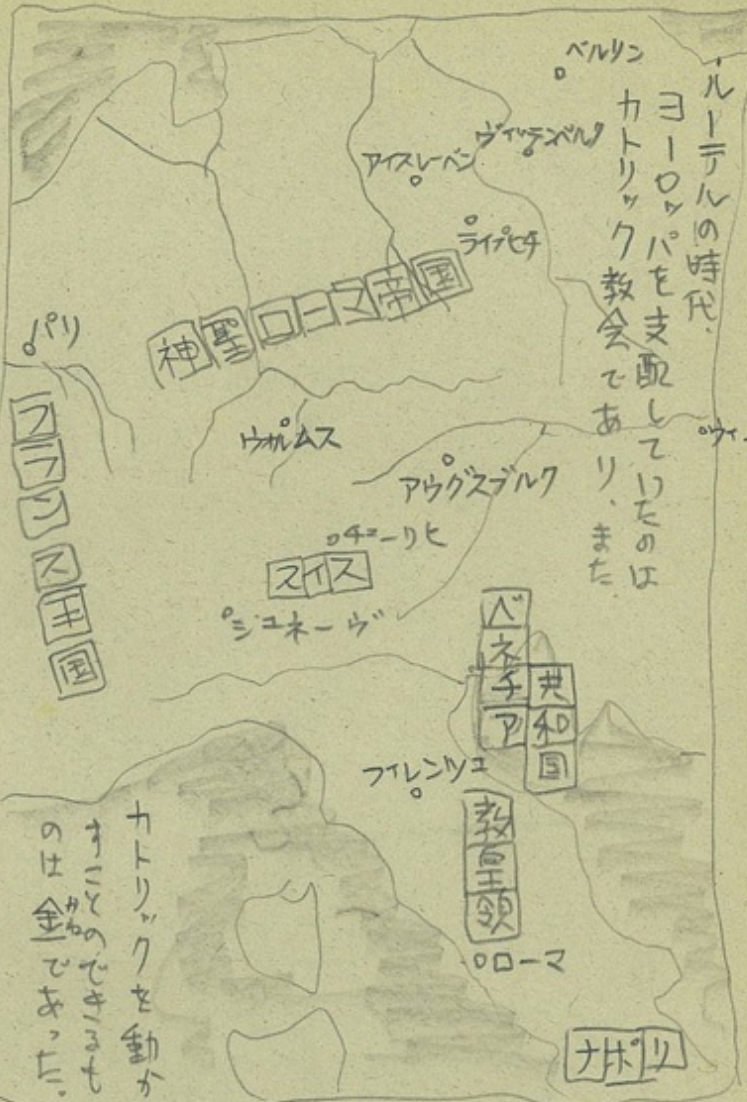 ルーテルの時代、
ヨーロッパを支配していたのは
カトリック教会であり、また
ベルリン
ヴィッテンベルク
アイスレーベン
ライプヒチ
神聖ローマ帝国
パリ
フランス王国
ウォルムス
アウグスブルク
ウィ
チューリヒ
スイス
ジュネーヴ
ベネチア
共和国
フィレンツェ
教皇領
ローマ
ナポリ
カトリックを動か
すことのできるも
のは金であった。
かね